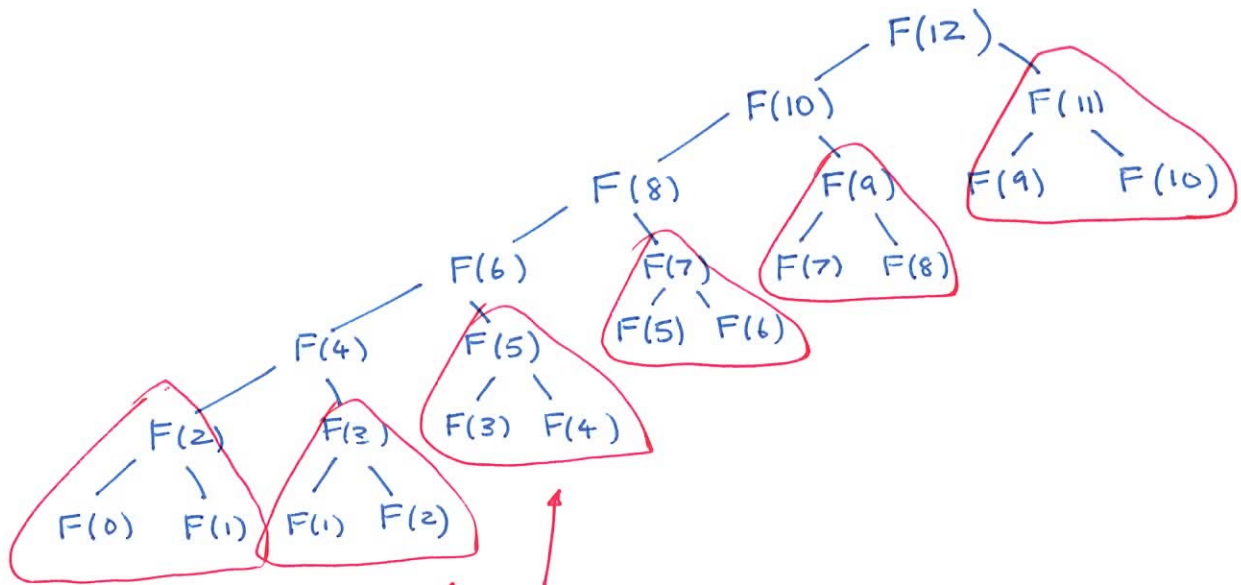 F(12)
F(10) F(11)
F(8) F(9) F(9) F(10)
F(6) F(7) F(7) F(8)
F(4) F(5) F(5) F(6)
F(2) F(3) F(3) F(4)
F(0) F(1) F(1) F(2)